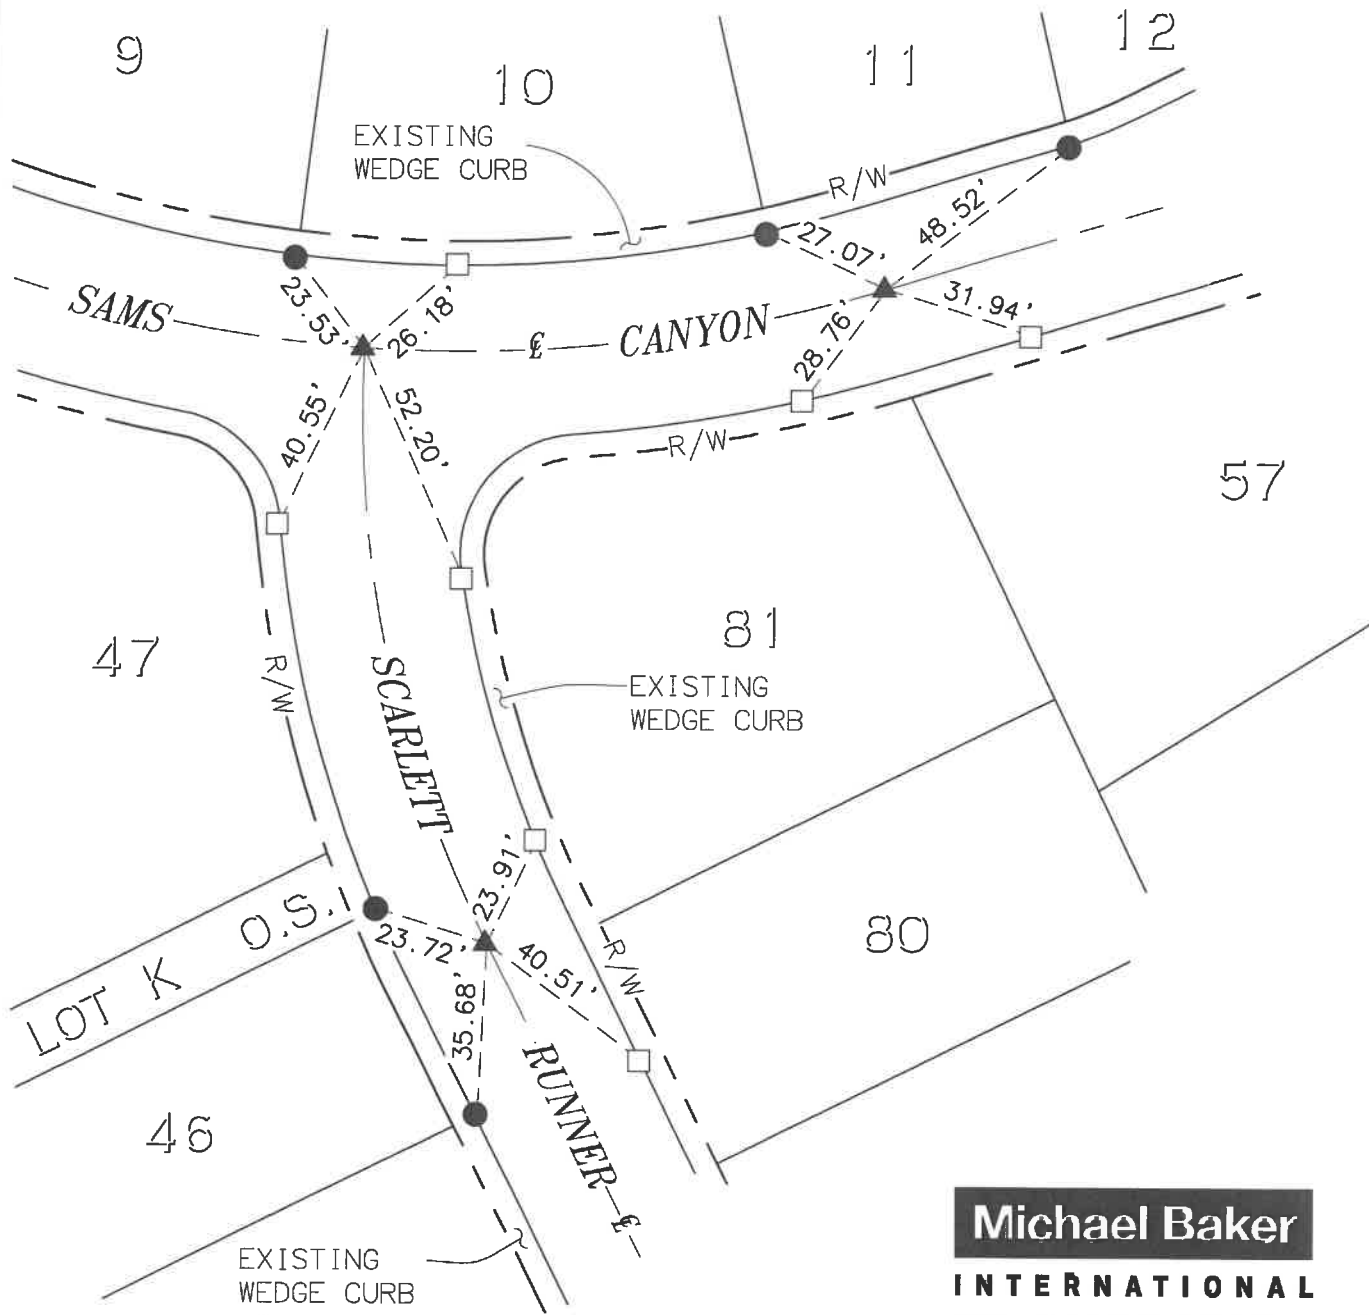 9
10
11
12
EXISTING
WEDGE CURB
R/W
48.52'
27.07'
31.94'
28.76'
23.53'
26.18'
SAMS
℄
CANYON
40.55'
52.20'
R/W
57
47
R/W
81
SCARLETT
EXISTING
WEDGE CURB
23.91'
23.72'
40.51'
35.68'
R/W
80
LOT K O.S.
46
RUNNER
℄
EXISTING
WEDGE CURB
Michael Baker
INTERNATIONAL